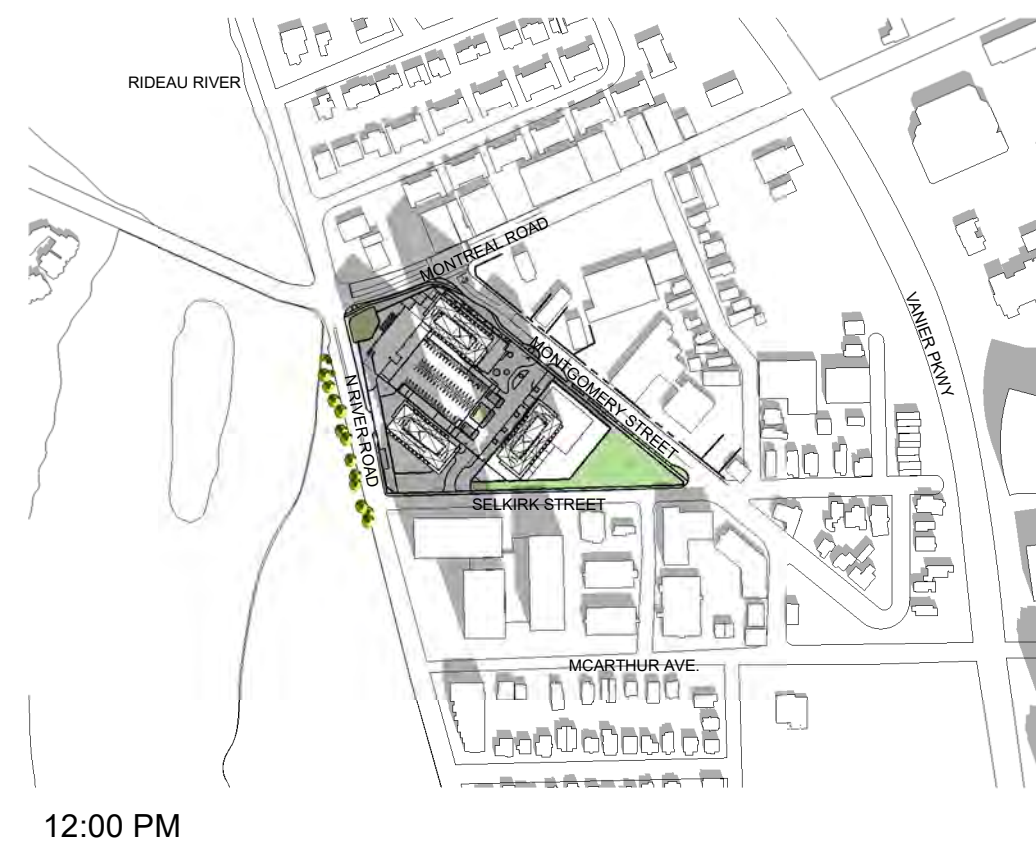 RIDEAU RIVER
MONTREAL ROAD
VANIER PKWY
MONTGOMERY STREET
N.RIVER ROAD
SELKIRK STREET
MCARTHUR AVE.
12:00 PM